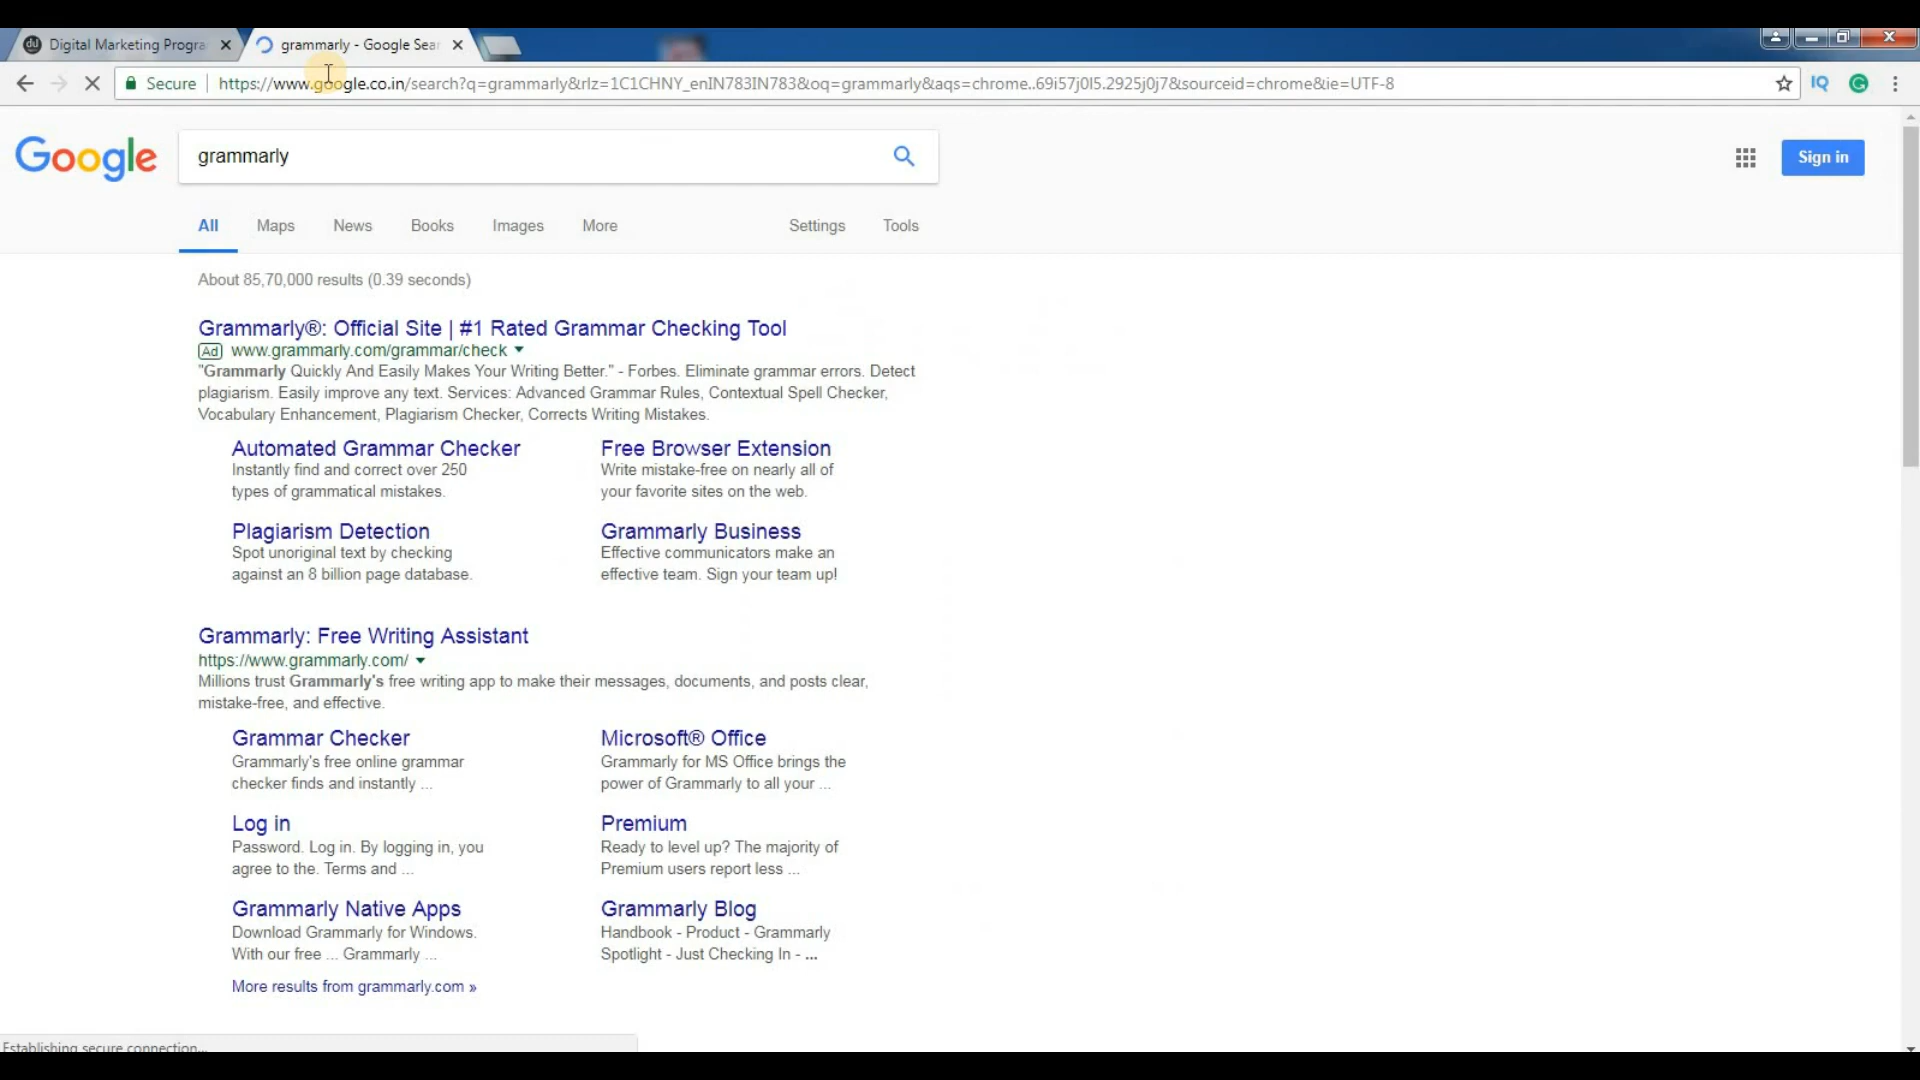 Digital Marketing Progra
grammarly - Google Sear
Secure
https://www.google.co.in/search?q=grammarly&rlz=1C1CHNY_enIN783IN783&oq=grammarly&aqs=chrome..69i57j0l5.2925j0j7&sourceid=chrome&ie=UTF-8
IQ
Google
grammarly
Sign in
All
Maps
News
Books
Images
More
Settings
Tools
About 85,70,000 results (0.39 seconds)
Grammarly®: Official Site | #1 Rated Grammar Checking Tool
Ad www.grammarly.com/grammar/check
"Grammarly Quickly And Easily Makes Your Writing Better." - Forbes. Eliminate grammar errors. Detect
plagiarism. Easily improve any text. Services: Advanced Grammar Rules, Contextual Spell Checker,
Vocabulary Enhancement, Plagiarism Checker, Corrects Writing Mistakes.
Automated Grammar Checker
Instantly find and correct over 250
types of grammatical mistakes.
Free Browser Extension
Write mistake-free on nearly all of
your favorite sites on the web.
Plagiarism Detection
Spot unoriginal text by checking
against an 8 billion page database.
Grammarly Business
Effective communicators make an
effective team. Sign your team up!
Grammarly: Free Writing Assistant
https://www.grammarly.com/
Millions trust Grammarly's free writing app to make their messages, documents, and posts clear,
mistake-free, and effective.
Grammar Checker
Grammarly's free online grammar
checker finds and instantly ...
Microsoft® Office
Grammarly for MS Office brings the
power of Grammarly to all your ...
Log in
Password. Log in. By logging in, you
agree to the. Terms and ...
Premium
Ready to level up? The majority of
Premium users report less ...
Grammarly Native Apps
Download Grammarly for Windows.
With our free ... Grammarly ...
Grammarly Blog
Handbook - Product - Grammarly
Spotlight - Just Checking In - ...
More results from grammarly.com »
Establishing secure connection...